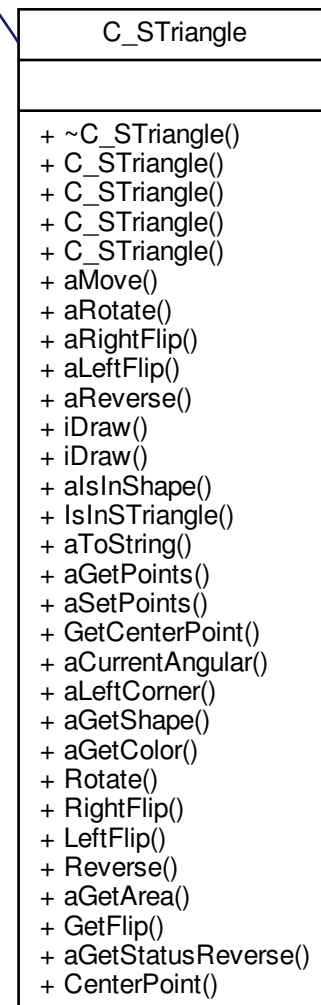 C_STriangle
+ ~C_STriangle()
+ C_STriangle()
+ C_STriangle()
+ C_STriangle()
+ C_STriangle()
+ aMove()
+ aRotate()
+ aRightFlip()
+ aLeftFlip()
+ aReverse()
+ iDraw()
+ iDraw()
+ aIsInShape()
+ IsInSTriangle()
+ aToString()
+ aGetPoints()
+ aSetPoints()
+ GetCenterPoint()
+ aCurrentAngular()
+ aLeftCorner()
+ aGetShape()
+ aGetColor()
+ Rotate()
+ RightFlip()
+ LeftFlip()
+ Reverse()
+ aGetArea()
+ GetFlip()
+ aGetStatusReverse()
+ CenterPoint()